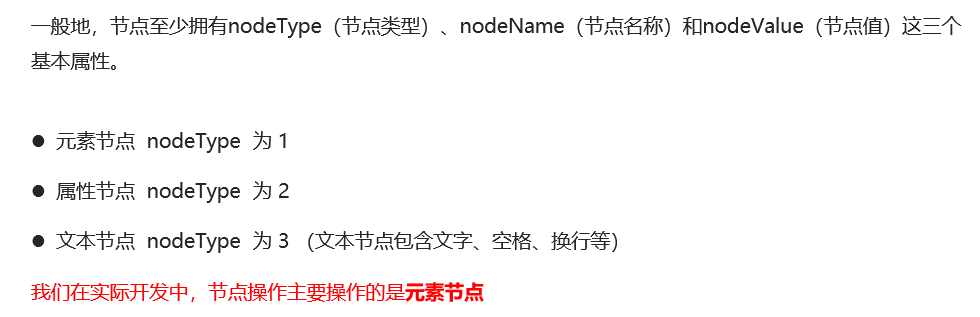 一般地，节点至少拥有nodeType（节点类型）、nodeName（节点名称）和nodeValue（节点值）这三个
基本属性。
● 元素节点 nodeType 为 1
● 属性节点 nodeType 为 2
● 文本节点 nodeType 为 3 （文本节点包含文字、空格、换行等）
我们在实际开发中，节点操作主要操作的是元素节点